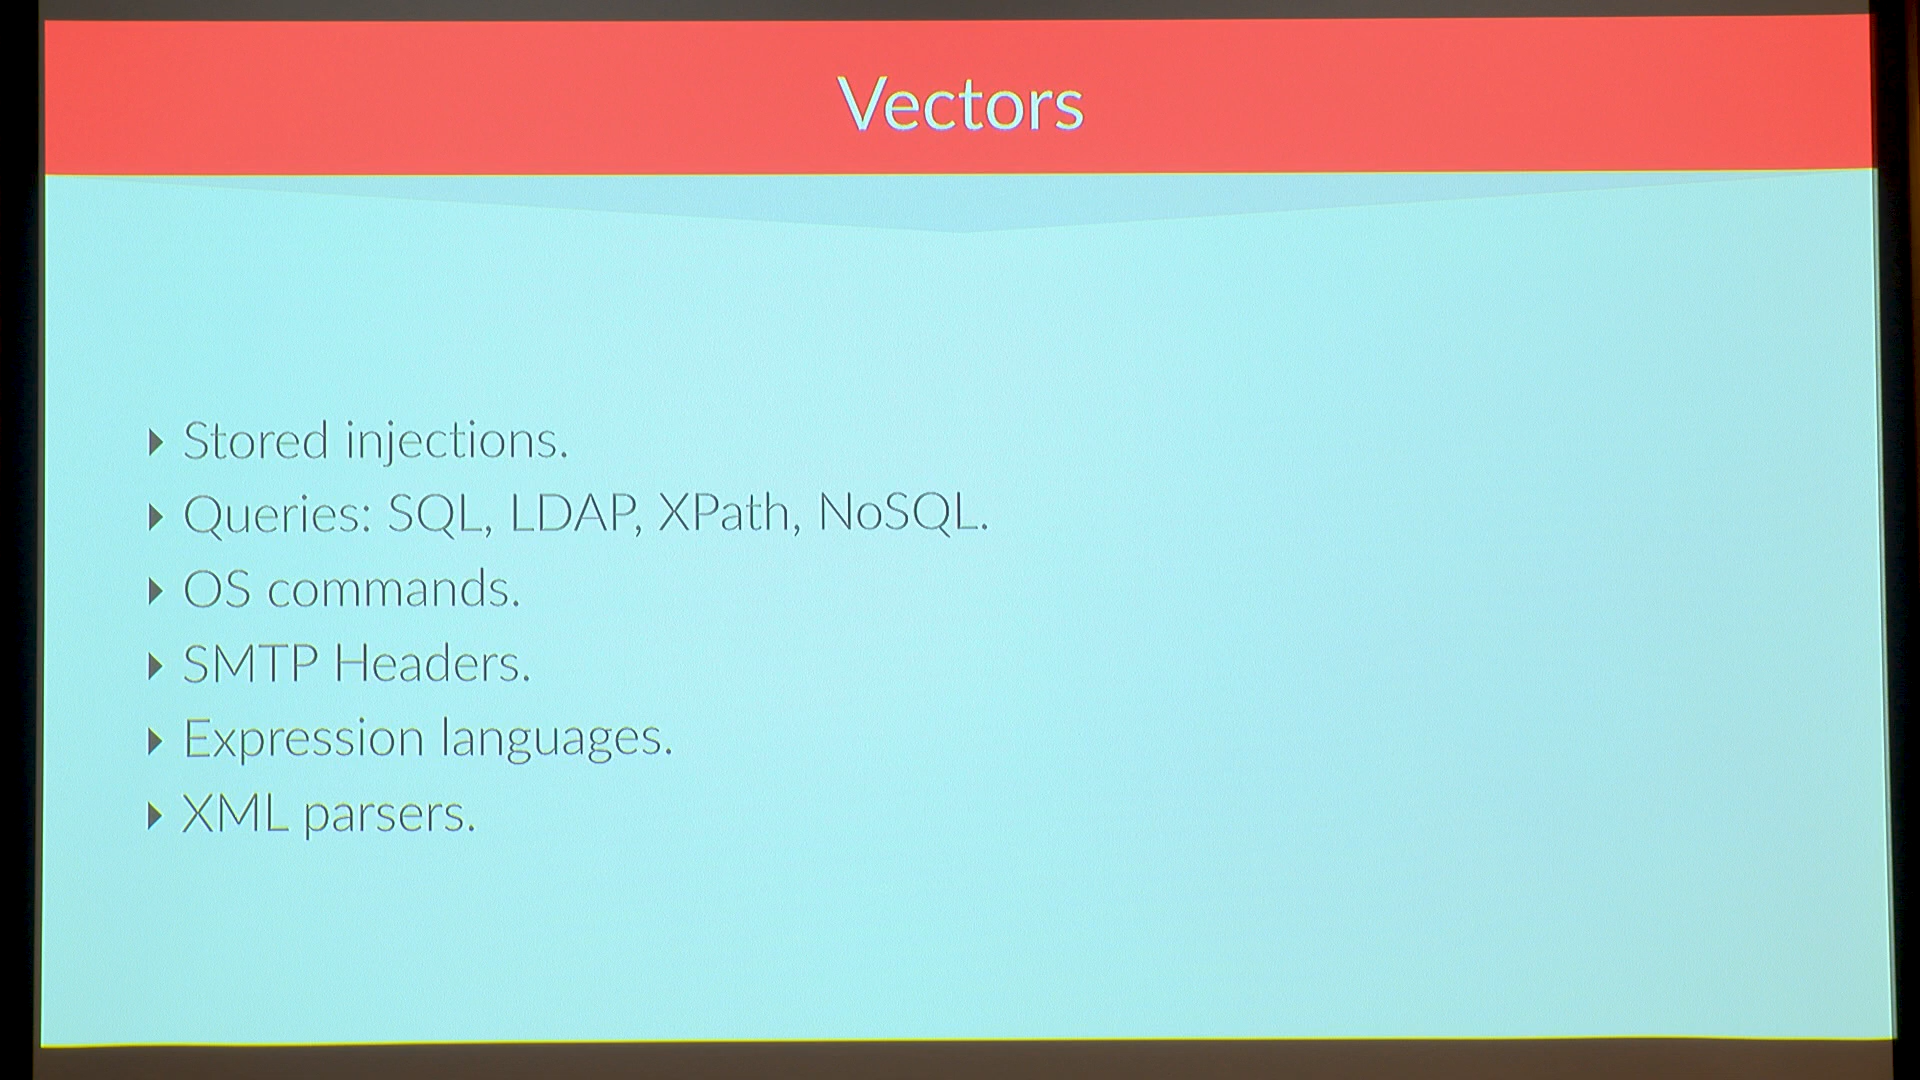 Vectors
Stored injections.
Queries: SQL, LDAP, XPath, NoSQL.
OS commands.
SMTP Headers.
Expression languages.
XML parsers.